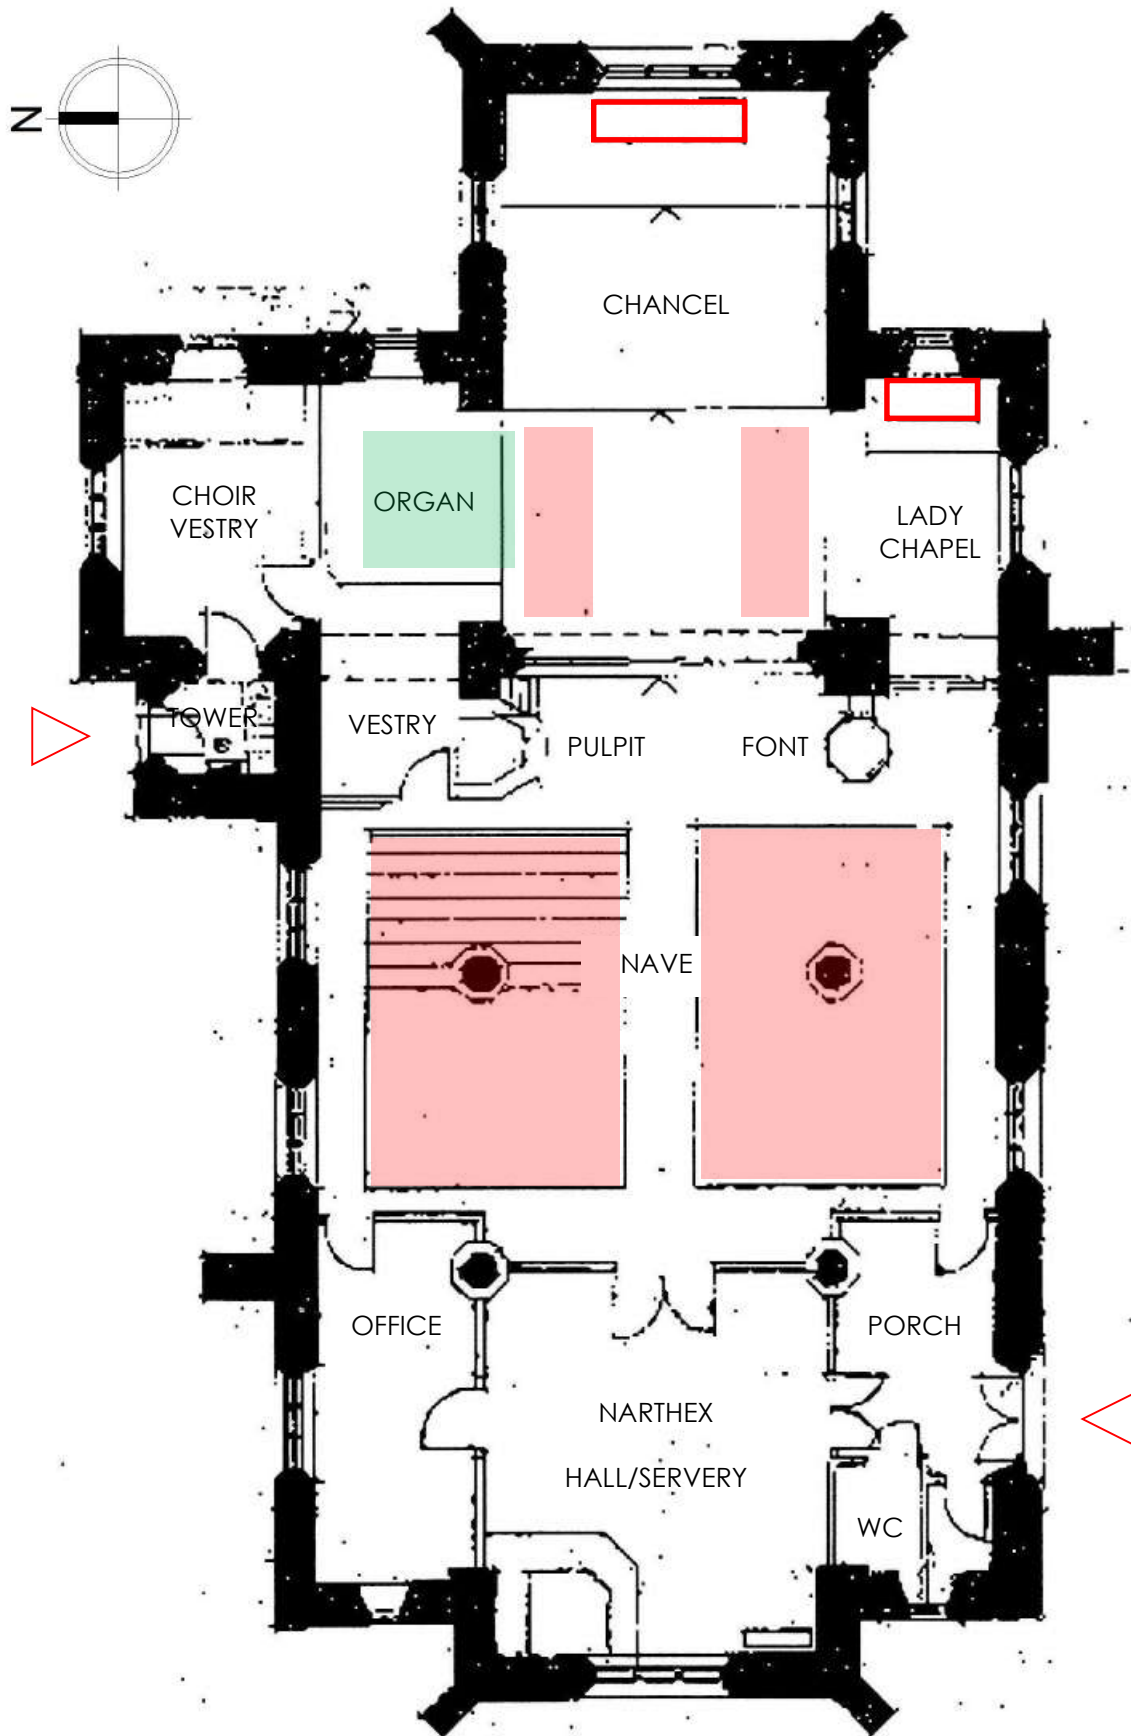 N
CHANCEL
CHOIR
VESTRY
ORGAN
LADY
CHAPEL
TOWER
VESTRY
PULPIT
FONT
NAVE
OFFICE
PORCH
NARTHEX
HALL/SERVERY
WC